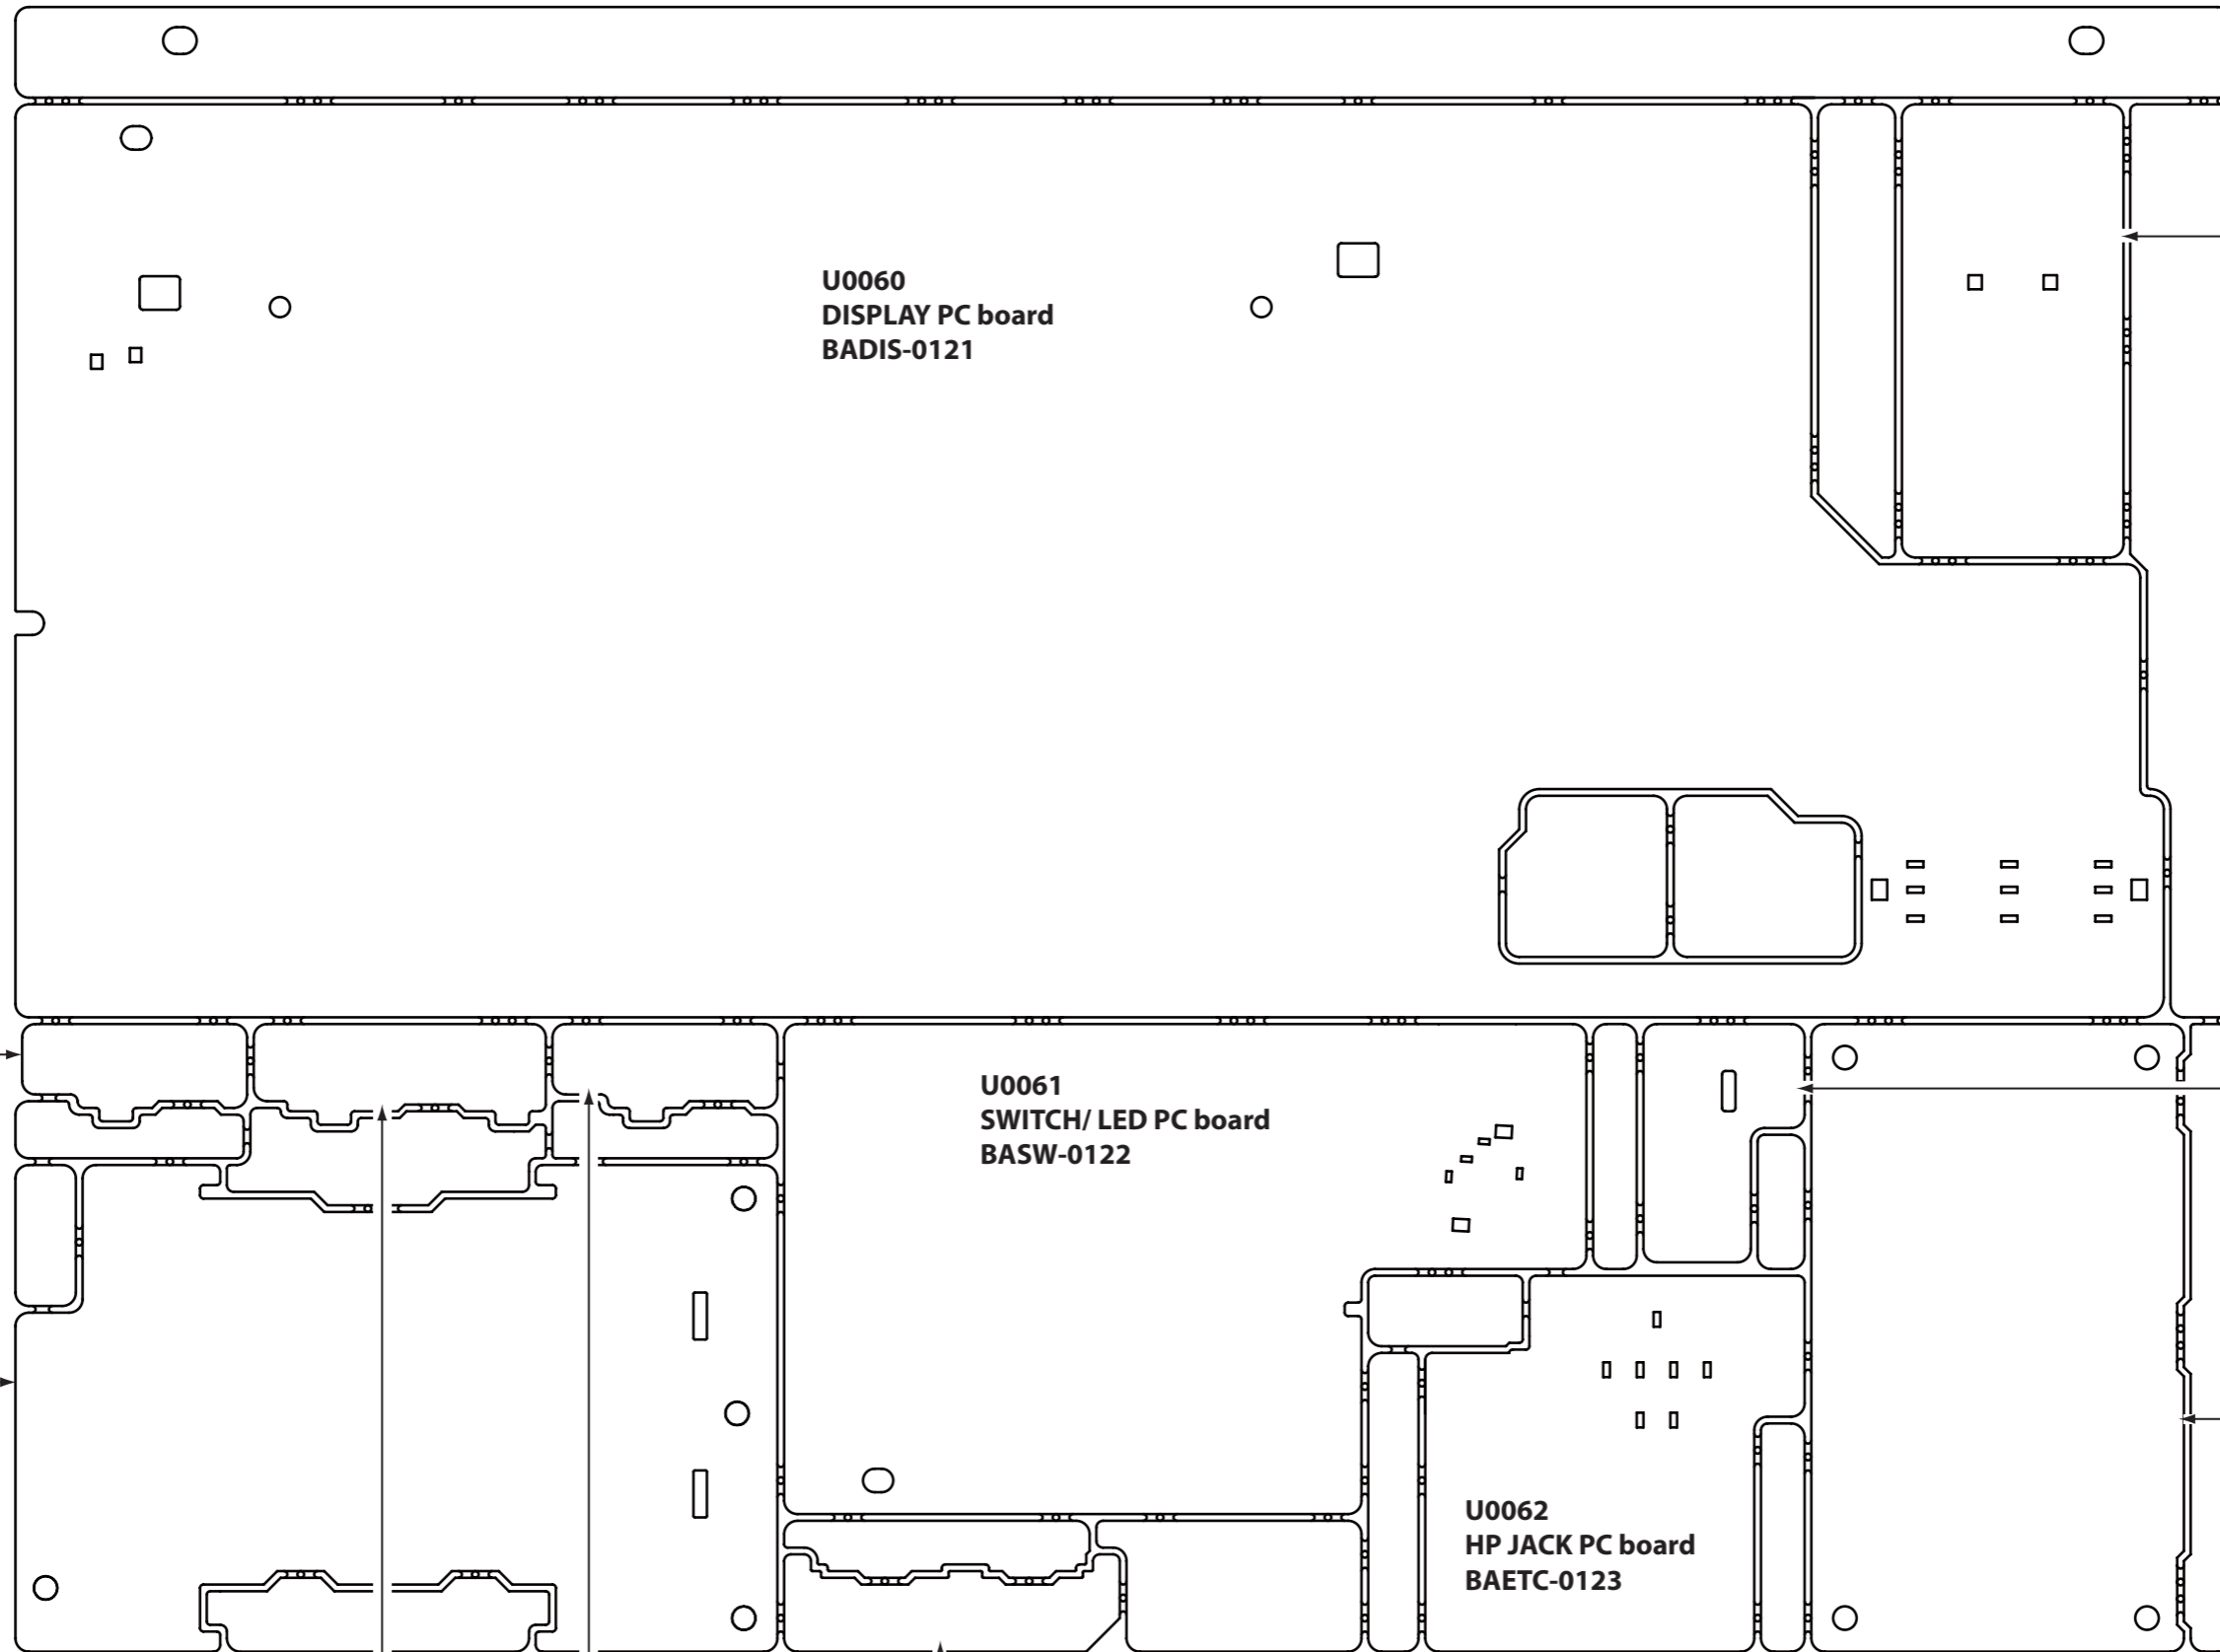 U0060
DISPLAY PC board
BADIS-0121
U0061
SWITCH/ LED PC board
BASW-0122
U0062
HP JACK PC board
BAETC-0123